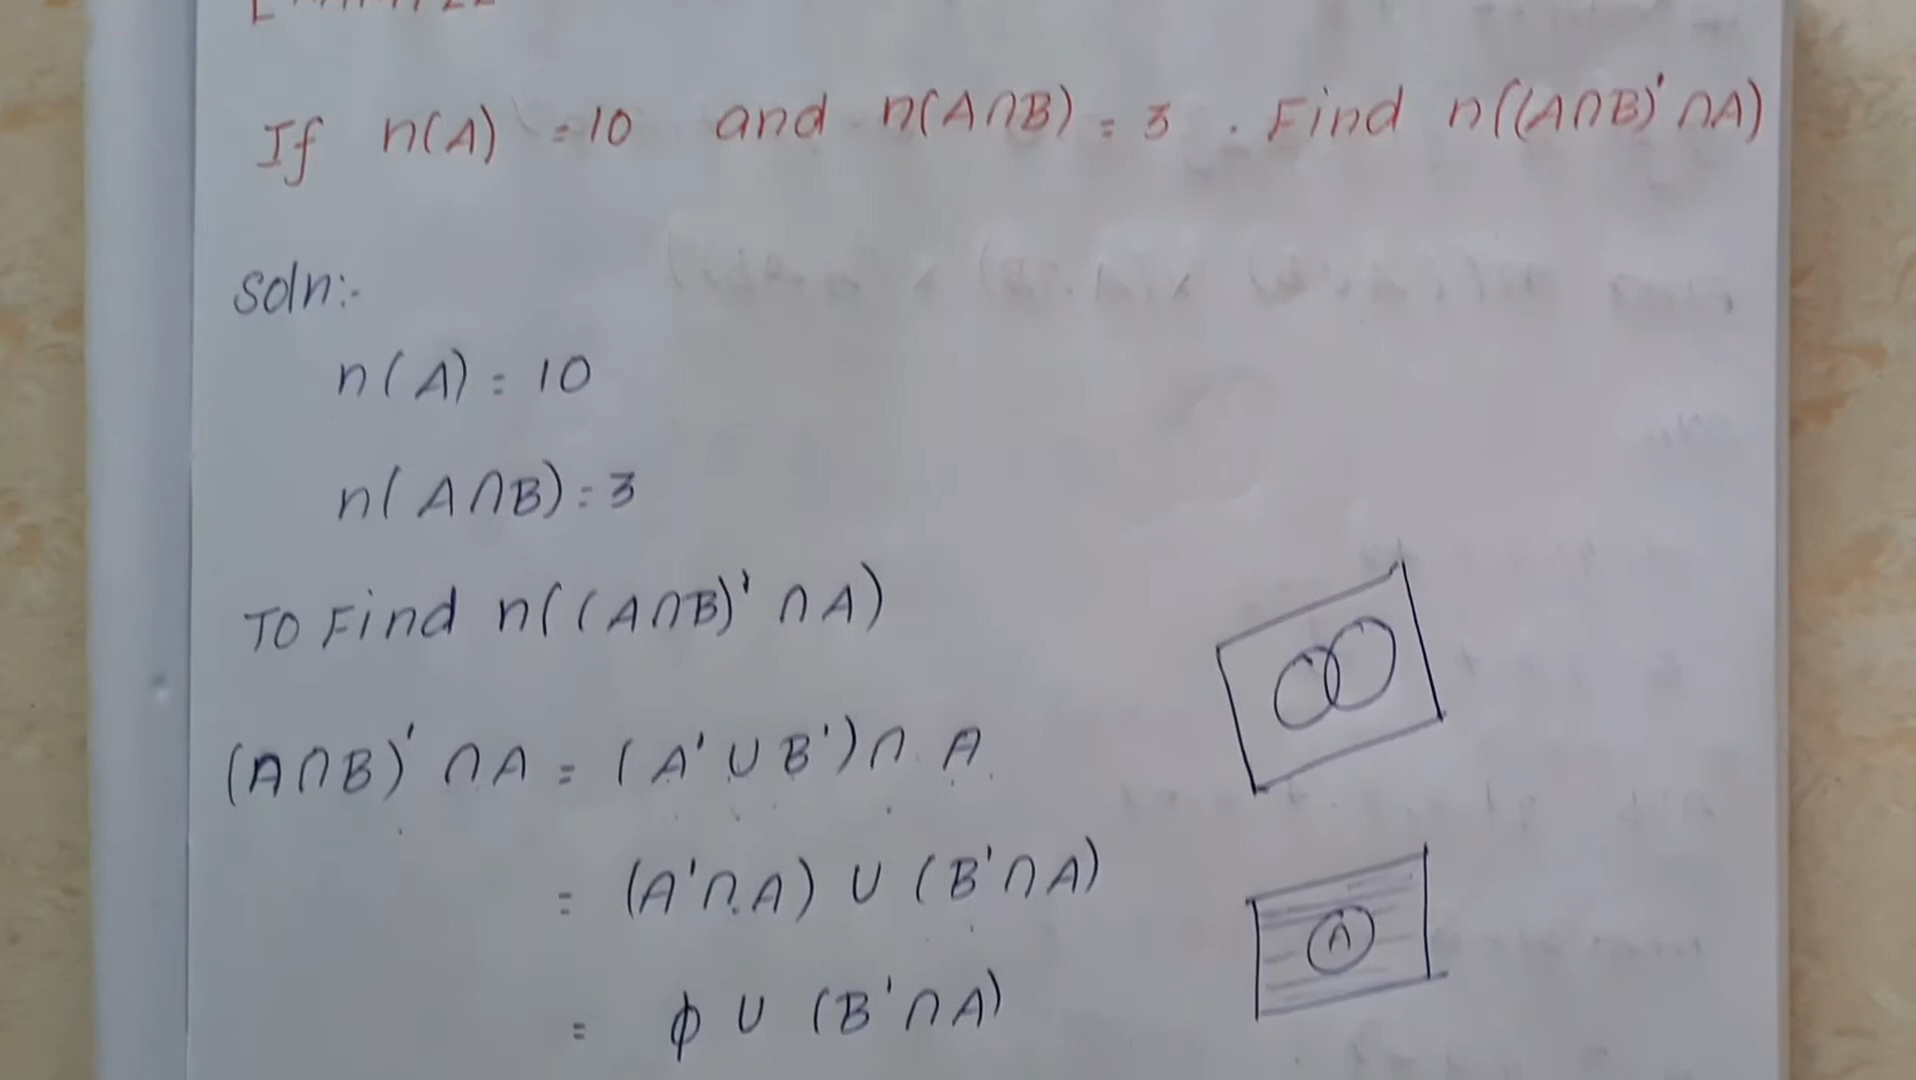 If n(A) = 10 and n(A∩B) = 3 . Find n((A∩B)' ∩A)
Soln:-
n(A) = 10
n(A∩B) = 3
TO Find n((A∩B)' ∩A)
(A∩B)' ∩A = (A' ∪ B')∩ A
= (A'∩A) ∪ (B'∩A)
A
= ϕ ∪ (B'∩A)